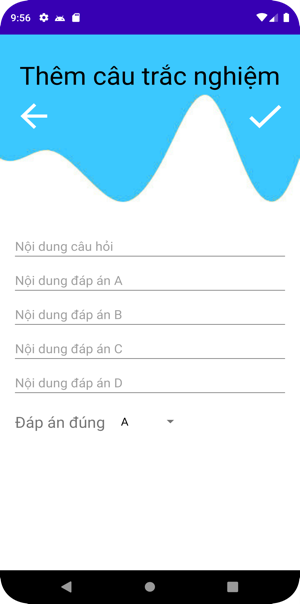 9:56
Thêm câu trắc nghiệm
Nội dung câu hỏi
Nội dung đáp án A
Nội dung đáp án B
Nội dung đáp án C
Nội dung đáp án D
Đáp án đúng A